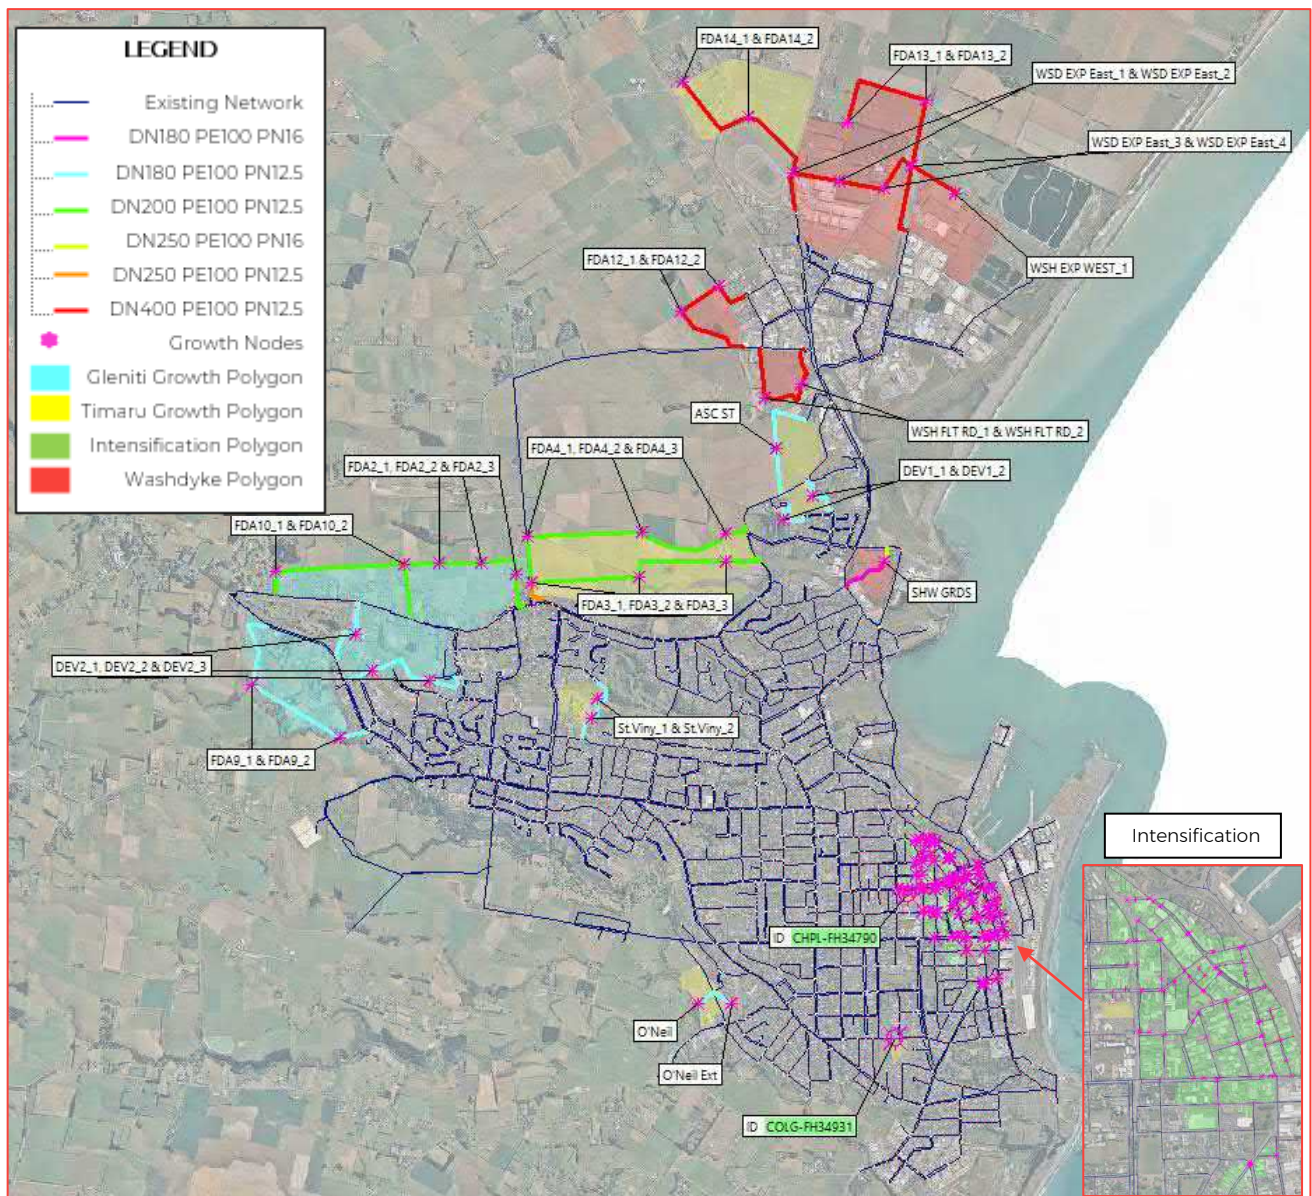 LEGEND
Existing Network
DN180 PE100 PN16
DN180 PE100 PN12.5
DN200 PE100 PN12.5
DN250 PE100 PN16
DN250 PE100 PN12.5
DN400 PE100 PN12.5
Growth Nodes
Gleniti Growth Polygon
Timaru Growth Polygon
Intensification Polygon
Washdyke Polygon
FDA14_1 & FDA14_2
FDA13_1 & FDA13_2
WSD EXP East_1 & WSD EXP East_2
WSD EXP East_3 & WSD EXP East_4
FDA12_1 & FDA12_2
WSH EXP WEST_1
ASC ST
WSH FLT RD_1 & WSH FLT RD_2
FDA4_1, FDA4_2 & FDA4_3
FDA2_1, FDA2_2 & FDA2_3
DEV1_1 & DEV1_2
FDA10_1 & FDA10_2
SHW GRDS
FDA3_1, FDA3_2 & FDA3_3
DEV2_1, DEV2_2 & DEV2_3
St.Viny_1 & St.Viny_2
FDA9_1 & FDA9_2
Intensification
ID CHPL-FH34790
O'Neil
O'Neil Ext
ID COLG-FH34931